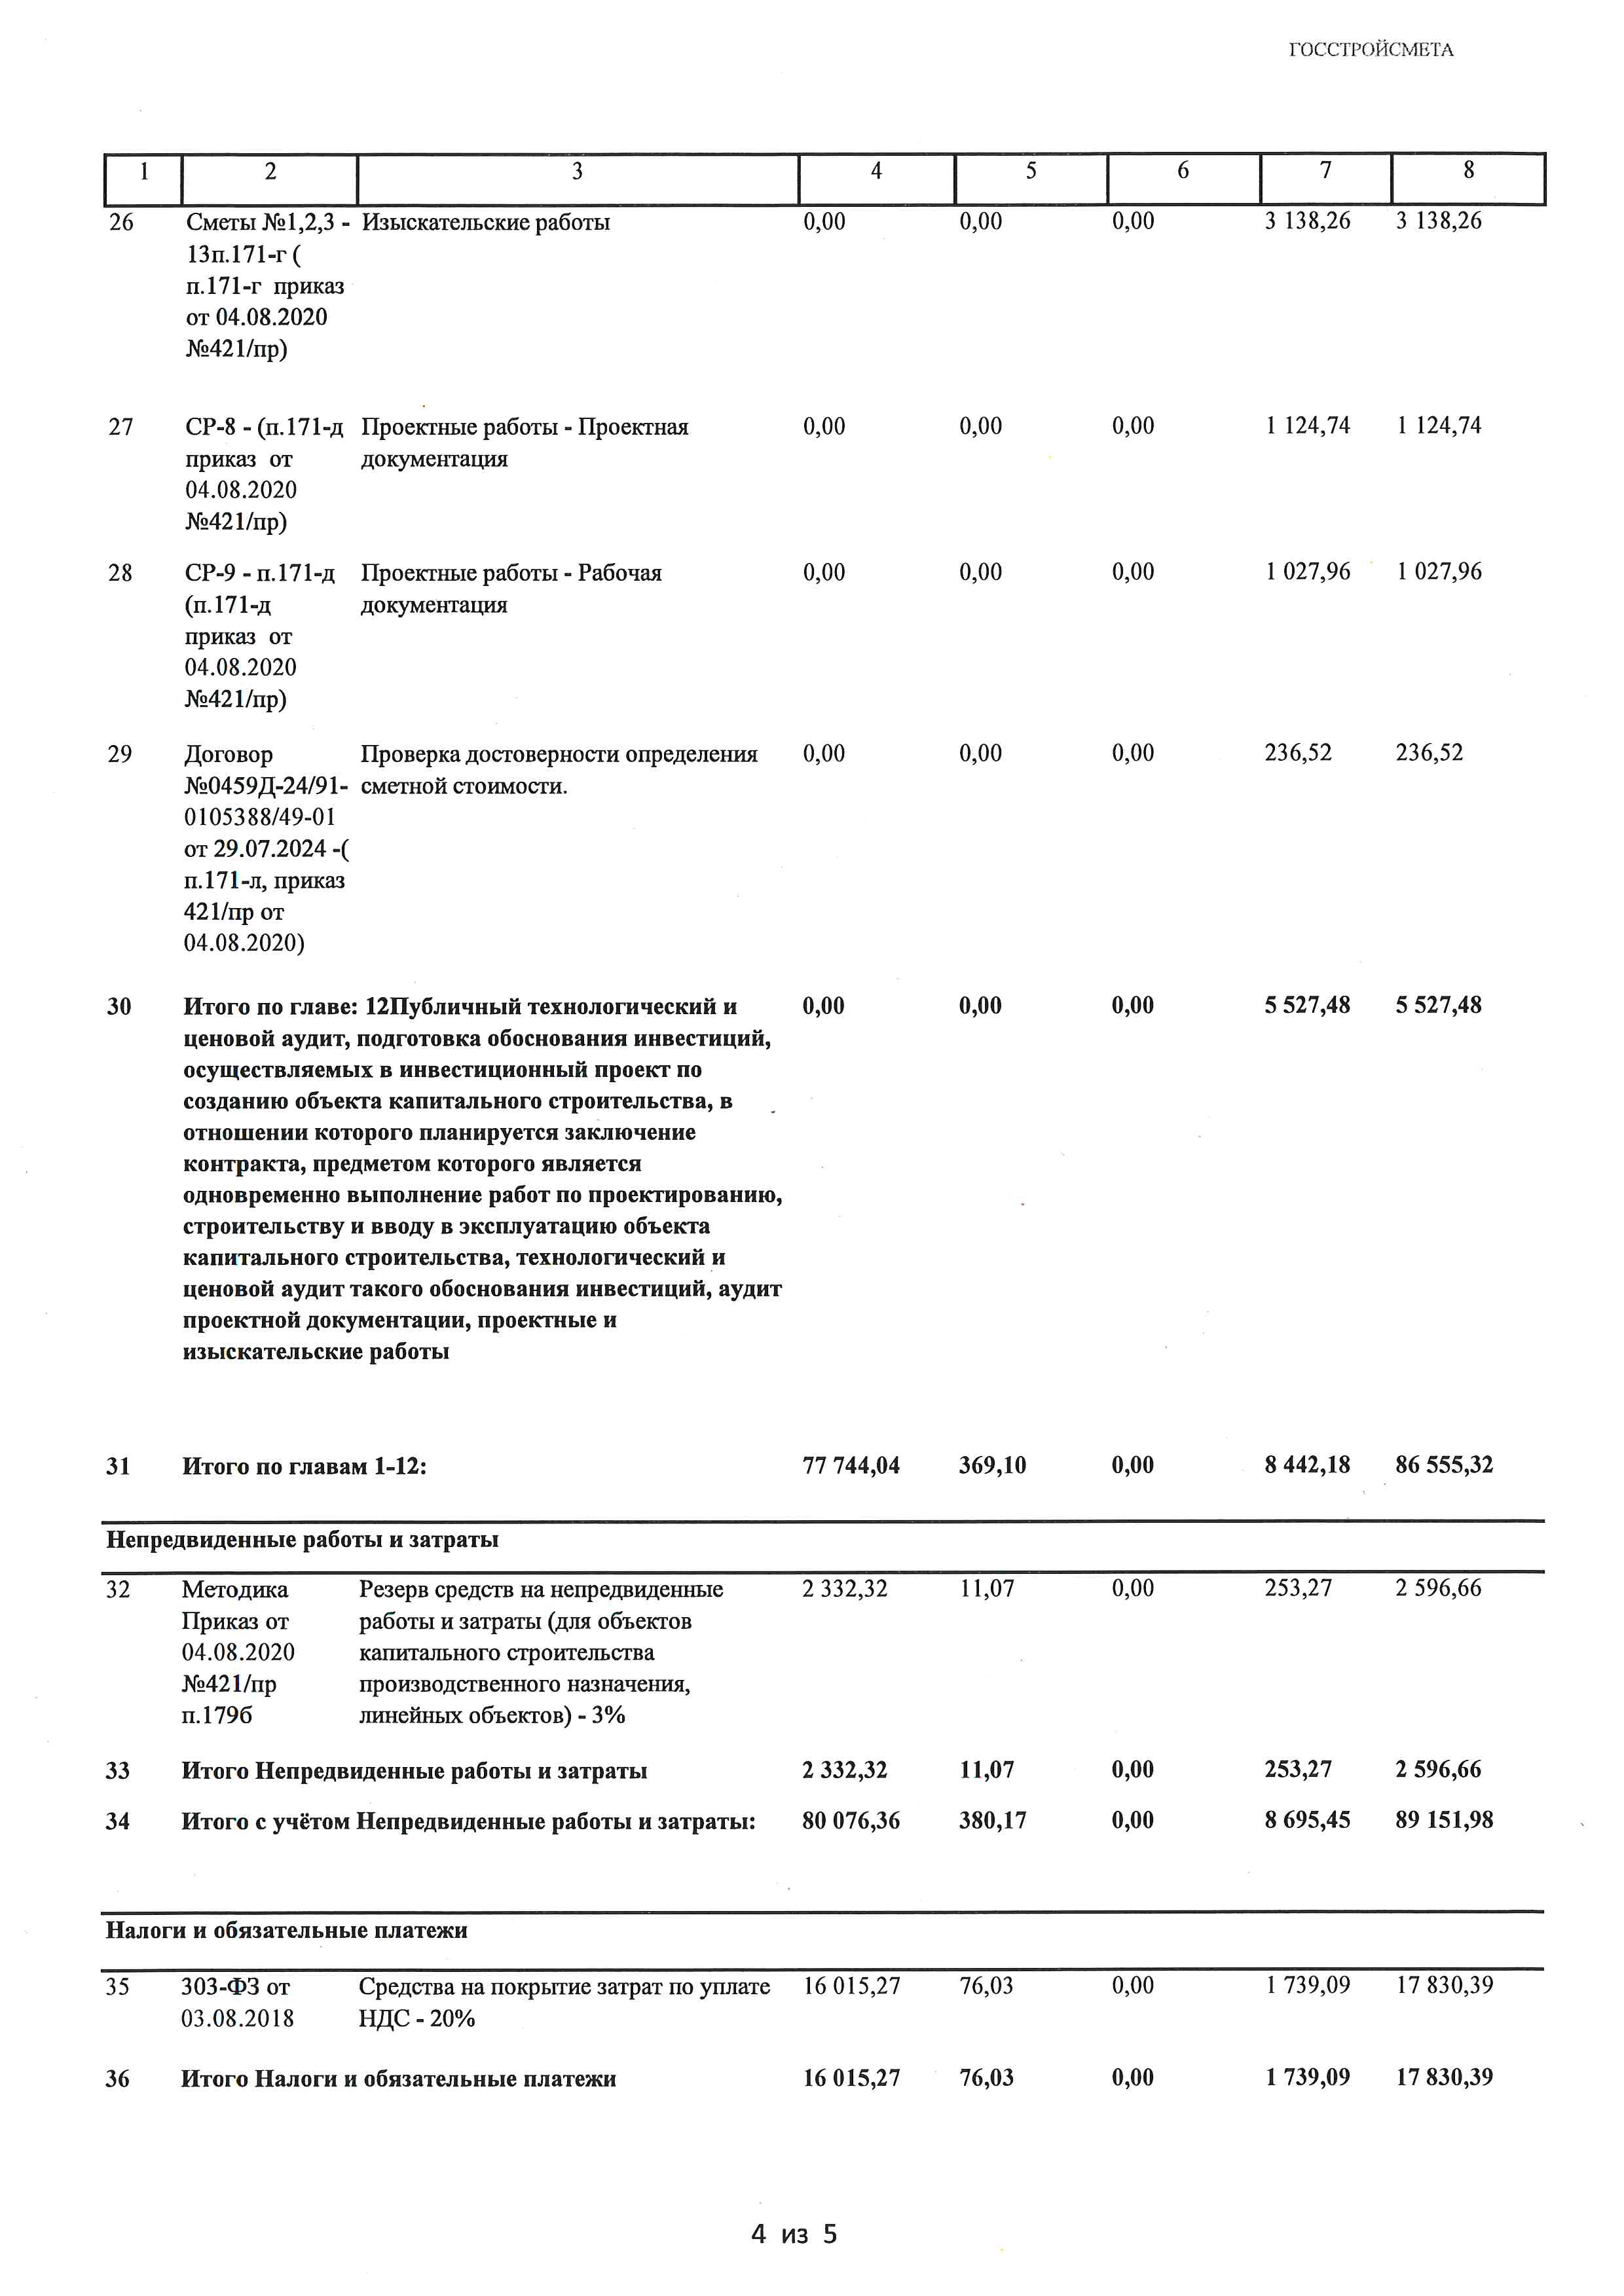 ГОССТРОЙСМЕТА
1 2 3 4 5 6 7 8
26 Сметы №1,2,3 - Изыскательские работы 0,00 0,00 0,00 3 138,26 3 138,26
13п.171-г (
п.171-г приказ
от 04.08.2020
№421/пр)
27 СР-8 - (п.171-д Проектные работы - Проектная 0,00 0,00 0,00 1 124,74 1 124,74
приказ от документация
04.08.2020
№421/пр)
28 СР-9 - п.171-д Проектные работы - Рабочая 0,00 0,00 0,00 1 027,96 1 027,96
(п.171-д документация
приказ от
04.08.2020
№421/пр)
29 Договор Проверка достоверности определения 0,00 0,00 0,00 236,52 236,52
№0459Д-24/91- сметной стоимости.
0105388/49-01
от 29.07.2024 -(
п.171-л, приказ
421/пр от
04.08.2020)
30 Итого по главе: 12Публичный технологический и 0,00 0,00 0,00 5 527,48 5 527,48
ценовой аудит, подготовка обоснования инвестиций,
осуществляемых в инвестиционный проект по
созданию объекта капитального строительства, в
отношении которого планируется заключение
контракта, предметом которого является
одновременно выполнение работ по проектированию,
строительству и вводу в эксплуатацию объекта
капитального строительства, технологический и
ценовой аудит такого обоснования инвестиций, аудит
проектной документации, проектные и
изыскательские работы
31 Итого по главам 1-12: 77 744,04 369,10 0,00 8 442,18 86 555,32
Непредвиденные работы и затраты
32 Методика Резерв средств на непредвиденные 2 332,32 11,07 0,00 253,27 2 596,66
Приказ от работы и затраты (для объектов
04.08.2020 капитального строительства
№421/пр производственного назначения,
п.179б линейных объектов) - 3%
33 Итого Непредвиденные работы и затраты 2 332,32 11,07 0,00 253,27 2 596,66
34 Итого с учётом Непредвиденные работы и затраты: 80 076,36 380,17 0,00 8 695,45 89 151,98
Налоги и обязательные платежи
35 303-ФЗ от Средства на покрытие затрат по уплате 16 015,27 76,03 0,00 1 739,09 17 830,39
03.08.2018 НДС - 20%
36 Итого Налоги и обязательные платежи 16 015,27 76,03 0,00 1 739,09 17 830,39
4 из 5